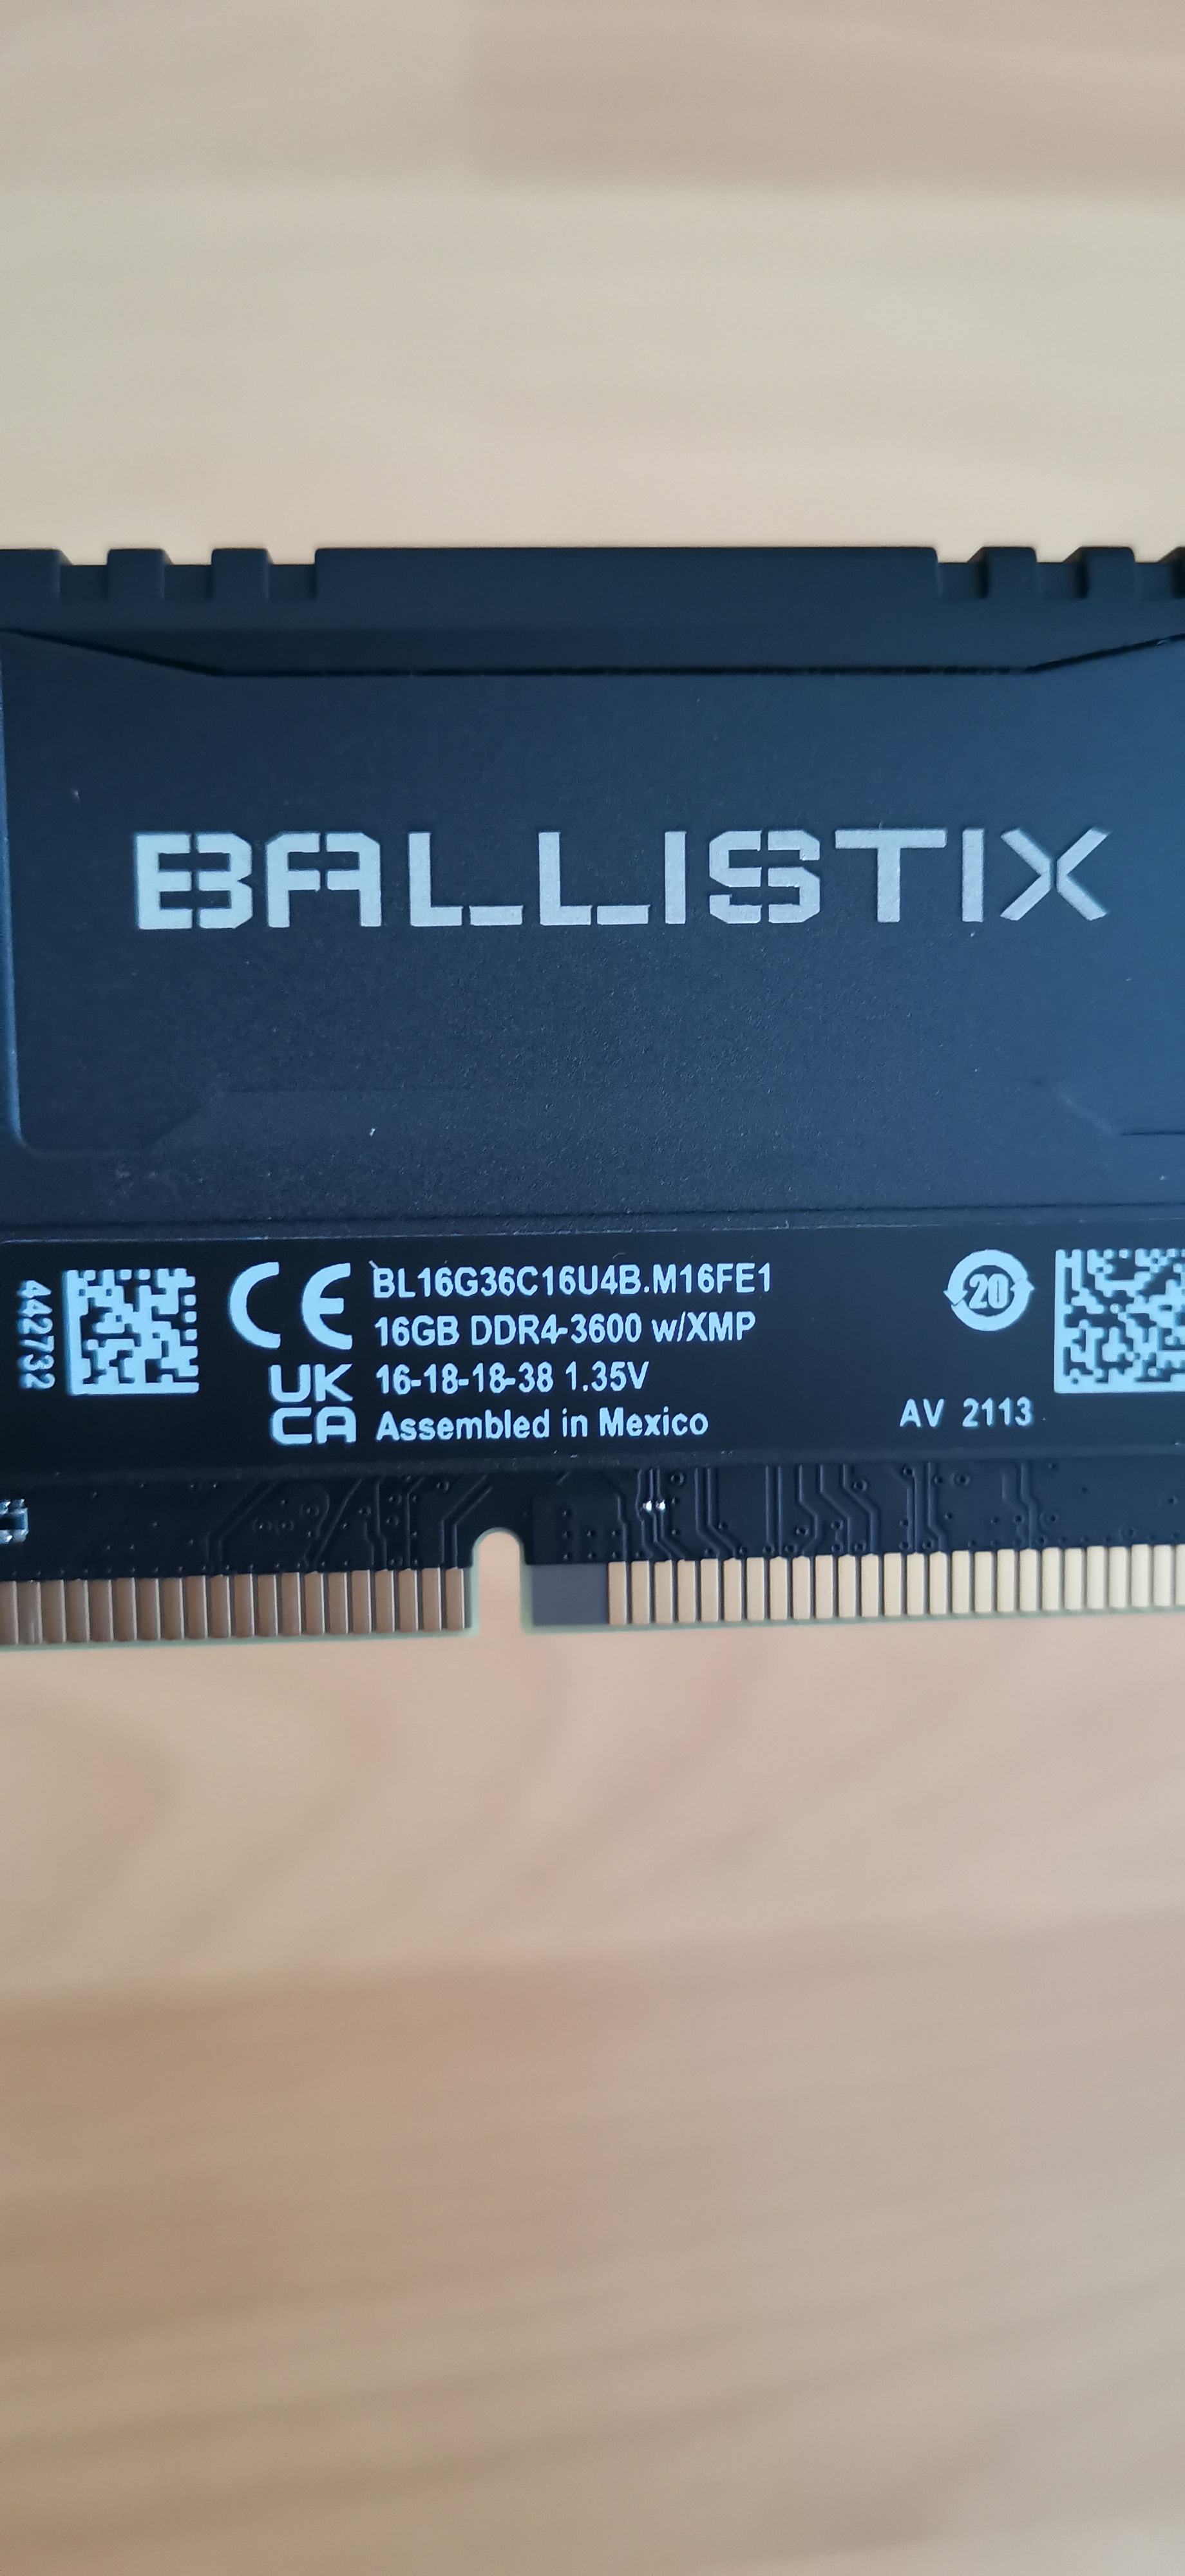 BALLISTIX
442732
CE
BL16G36C16U4B.M16FE1
16GB DDR4-3600 w/XMP
UK
CA
16-18-18-38 1.35V
Assembled in Mexico
20
AV 2113